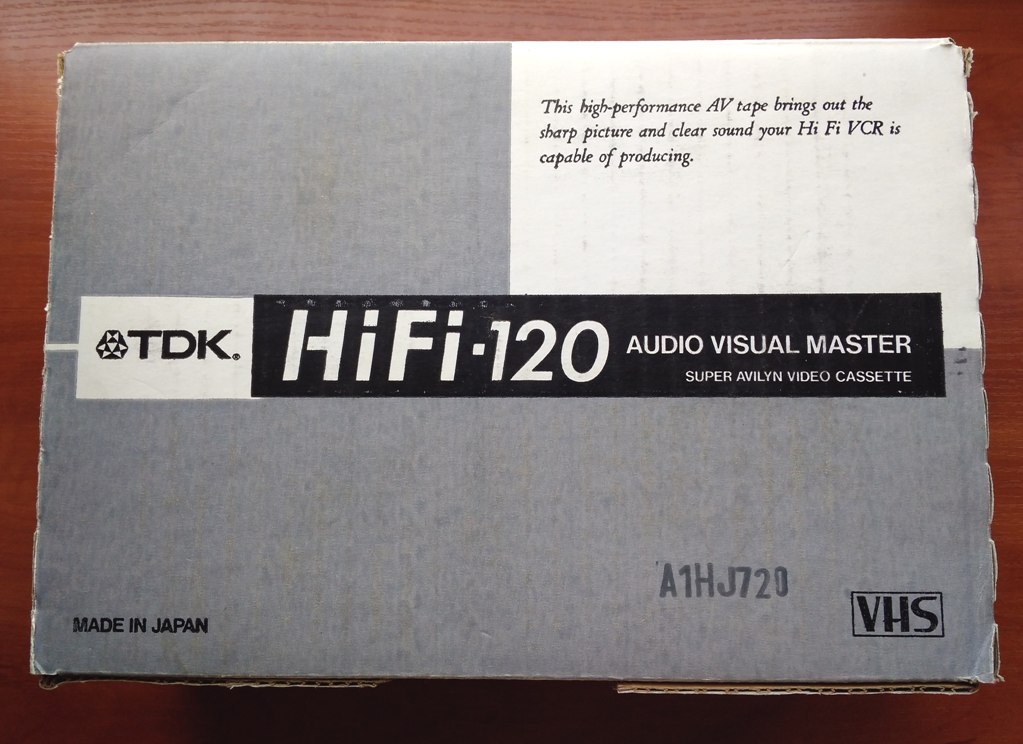 This high-performance AV tape brings out the
sharp picture and clear sound your Hi Fi VCR is
capable of producing.
TDK®
HiFi·120 AUDIO VISUAL MASTER
SUPER AVILYN VIDEO CASSETTE
A1HJ720
MADE IN JAPAN
VHS